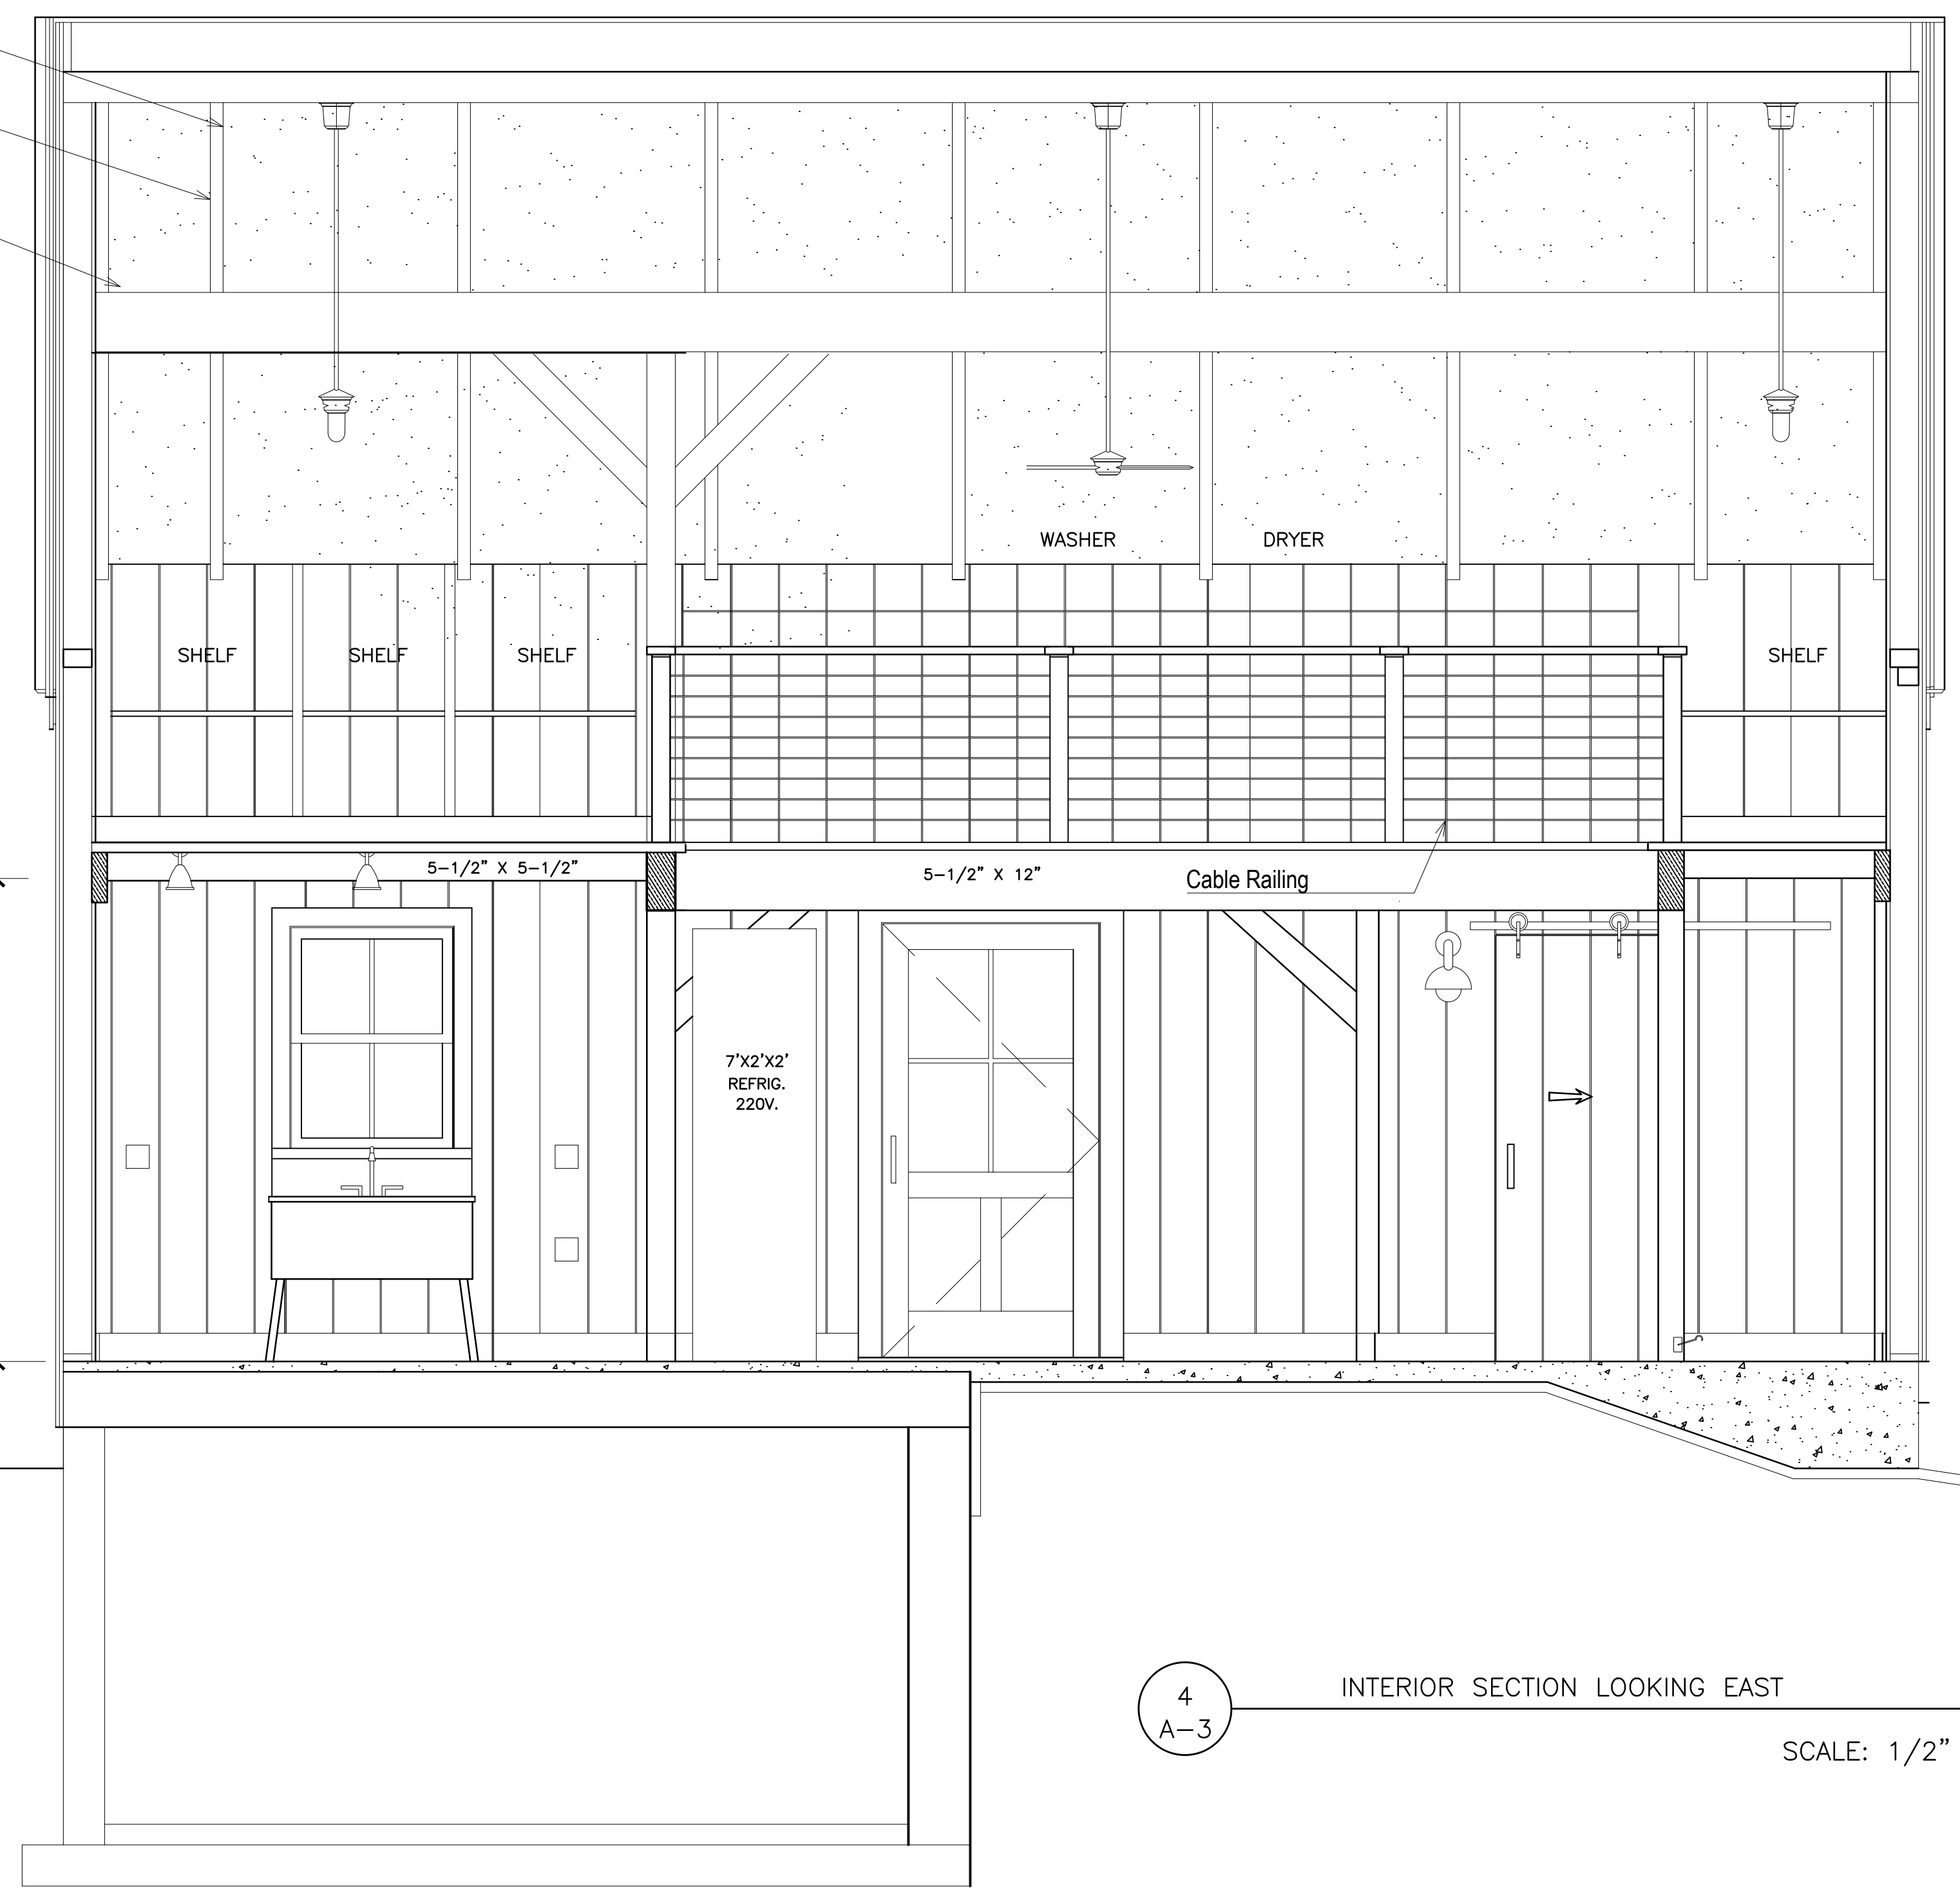 WASHER DRYER
SHELF SHELF SHELF SHELF
5-1/2" X 5-1/2"
5-1/2" X 12"
Cable Railing
7'X2'X2'
REFRIG.
220V.
4
A-3
INTERIOR SECTION LOOKING EAST
SCALE: 1/2"